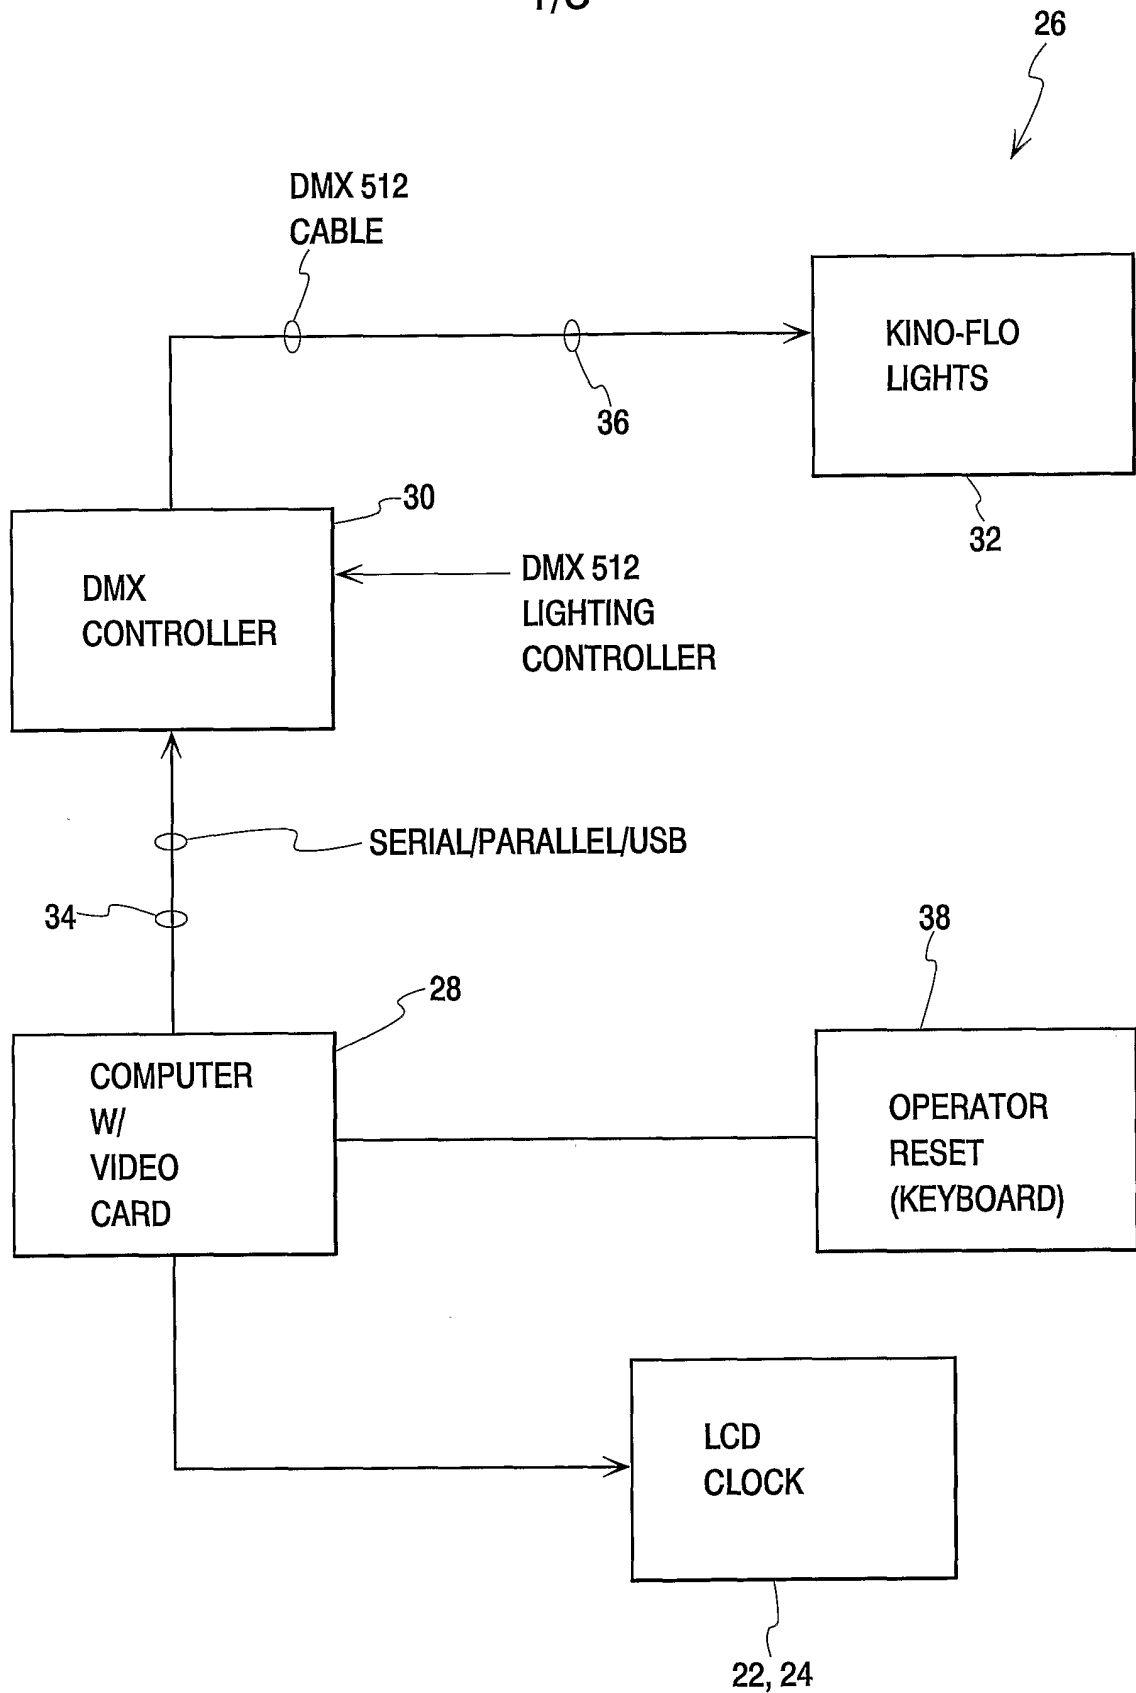 26
DMX 512
CABLE
KINO-FLO
LIGHTS
36
32
30
DMX
CONTROLLER
DMX 512
LIGHTING
CONTROLLER
SERIAL/PARALLEL/USB
34
38
28
COMPUTER
W/
VIDEO
CARD
OPERATOR
RESET
(KEYBOARD)
LCD
CLOCK
22, 24